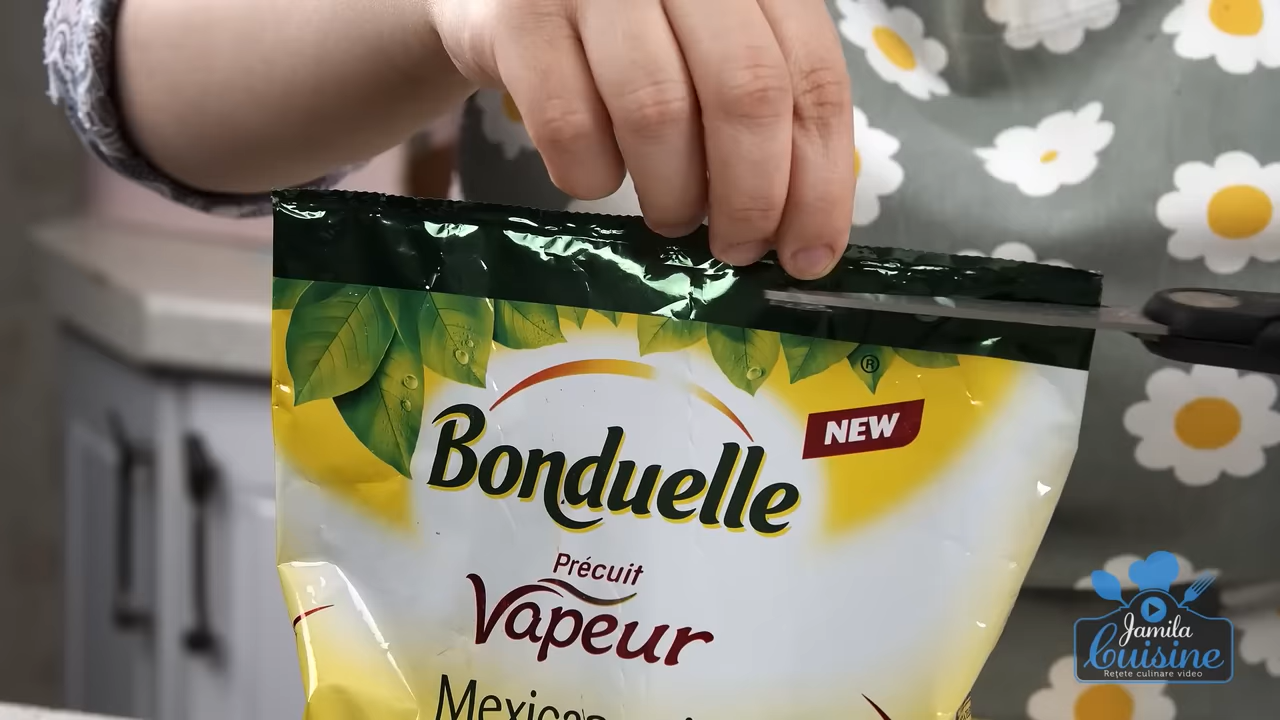 ®
NEW
Bonduelle
Précuit
Vapeur
Jamila
Cuisine
Rețete culinare video